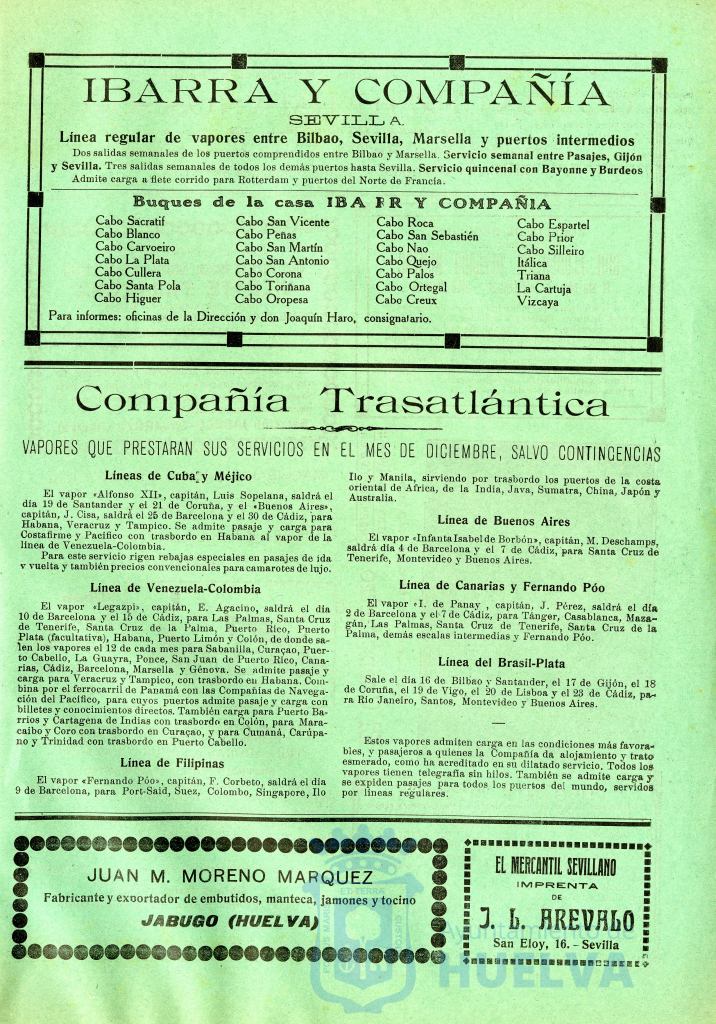 IBARRA Y COMPAÑÍA
SEVILLA.
Línea regular de vapores entre Bilbao, Sevilla, Marsella y puertos intermedios
Dos salidas semanales de los puertos comprendidos entre Bilbao y Marsella. Servicio semanal entre Pasajes, Gijón
y Sevilla. Tres salidas semanales de todos los demás puertos hasta Sevilla. Servicio quincenal con Bayonne y Burdeos
Admite carga a flete corrido para Rotterdam y puertos del Norte de Francia.
Buques de la casa IBA RR Y COMPAÑIA
Cabo Sacratif
Cabo Blanco
Cabo Carvoeiro
Cabo La Plata
Cabo Cullera
Cabo Santa Pola
Cabo Higuer
Cabo San Vicente
Cabo Peñas
Cabo San Martín
Cabo San Antonio
Cabo Corona
Cabo Toriñana
Cabo Oropesa
Cabo Roca
Cabo San Sebastién
Cabo Nao
Cabo Quejo
Cabo Palos
Cabo Ortegal
Cabo Creux
Cabo Espartel
Cabo Prior
Cabo Silleiro
Itálica
Triana
La Cartuja
Vizcaya
Para informes: oficinas de la Dirección y don Joaquín Haro, consignatario.
Compañía Trasatlántica
VAPORES QUE PRESTARAN SUS SERVICIOS EN EL MES DE DICIEMBRE, SALVO CONTINGENCIAS
Líneas de Cuba y Méjico
El vapor «Alfonso XII», capitán, Luis Sopelana, saldrá el
día 19 de Santander y el 21 de Coruña, y el «Buenos Aires»,
capitán, J. Cisa, saldrá el 25 de Barcelona y el 30 de Cádiz, para
Habana, Veracruz y Tampico. Se admite pasaje y carga para
Costafirme y Pacífico con trasbordo en Habana al vapor de la
línea de Venezuela-Colombia.
Para este servicio rigen rebajas especiales en pasajes de ida
y vuelta y también precios convencionales para camarotes de lujo.
Línea de Venezuela-Colombia
El vapor «Legazpi», capitán, E. Agacino, saldrá el día
10 de Barcelona y el 15 de Cádiz, para Las Palmas, Santa Cruz
de Tenerife, Santa Cruz de la Palma, Puerto Rico, Puerto
Plata (facultativa), Habana, Puerto Limón y Colón, de donde sa-
len los vapores el 12 de cada mes para Sabanilla, Curaçao, Puer-
to Cabello, La Guayra, Ponce, San Juan de Puerto Rico, Cana-
rias, Cádiz, Barcelona, Marsella y Génova. Se admite pasaje y
carga para Veracruz y Tampico, con trasbordo en Habana. Com-
bina por el ferrocarril de Panamá con las Compañías de Navega-
ción del Pacífico, para cuyos puertos admite pasaje y carga con
billetes y conocimientos directos. También carga para Puerto Ba-
rrios y Cartagena de Indias con trasbordo en Colón, para Mara-
caibo y Coro con trasbordo en Curaçao, y para Cumaná, Carúpa-
no y Trinidad con trasbordo en Puerto Cabello.
Línea de Filipinas
El vapor «Fernando Póo», capitán, F. Corbeto, saldrá el día
9 de Barcelona, para Port-Said, Suez, Colombo, Singapore, Ilo
Ilo y Manila, sirviendo por trasbordo los puertos de la costa
oriental de Africa, de la India, Java, Sumatra, China, Japón y
Australia.
Línea de Buenos Aires
El vapor «Infanta Isabel de Borbón», capitán, M. Deschamps,
saldrá día 4 de Barcelona y el 7 de Cádiz, para Santa Cruz de
Tenerife, Montevideo y Buenos Aires.
Línea de Canarias y Fernando Póo
El vapor «I. de Panay , capitán, J. Pérez, saldrá el día
2 de Barcelona y el 7 de Cádiz, para Tánger, Casablanca, Maza-
gán, Las Palmas, Santa Cruz de Tenerife, Santa Cruz de la
Palma, demás escalas intermedias y Fernando Póo.
Línea del Brasil-Plata
Sale el día 16 de Bilbao y Santander, el 17 de Gijón, el 18
de Coruña, el 19 de Vigo, el 20 de Lisboa y el 23 de Cádiz, pa-
ra Río Janeiro, Santos, Montevideo y Buenos Aires.
Estos vapores admiten carga en las condiciones más favora-
bles, y pasajeros a quienes la Compañía da alojamiento y trato
esmerado, como ha acreditado en su dilatado servicio. Todos los
vapores tienen telegrafía sin hilos. También se admite carga y
se expiden pasajes para todos los puertos del mundo, servidos
por líneas regulares.
JUAN M. MORENO MARQUEZ
Fabricante y exportador de embutidos, manteca, jamones y tocino
JABUGO (HUELVA)
EL MERCANTIL SEVILLANO
IMPRENTA
DE
J. L. AREVALO
San Eloy, 16. - Sevilla
Ayuntamiento de
HUELVA